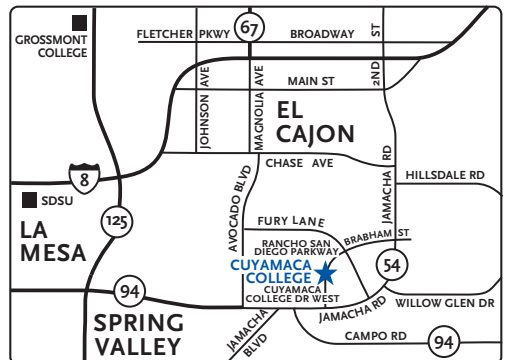 GROSSMONT
COLLEGE
FLETCHER PKWY
67
BROADWAY
2ND ST
JOHNSON AVE
MAGNOLIA AVE
MAIN ST
EL
CAJON
CHASE AVE
JAMACHA RD
HILLSDALE RD
8
SDSU
LA
MESA
125
AVOCADO BLVD
FURY LANE
RANCHO SAN
DIEGO PARKWAY
BRABHAM ST
CUYAMACA
COLLEGE
CUYAMACA
COLLEGE DR WEST
54
94
JAMACHA RD
WILLOW GLEN DR
SPRING
VALLEY
JAMACHA
BLVD
CAMPO RD
94